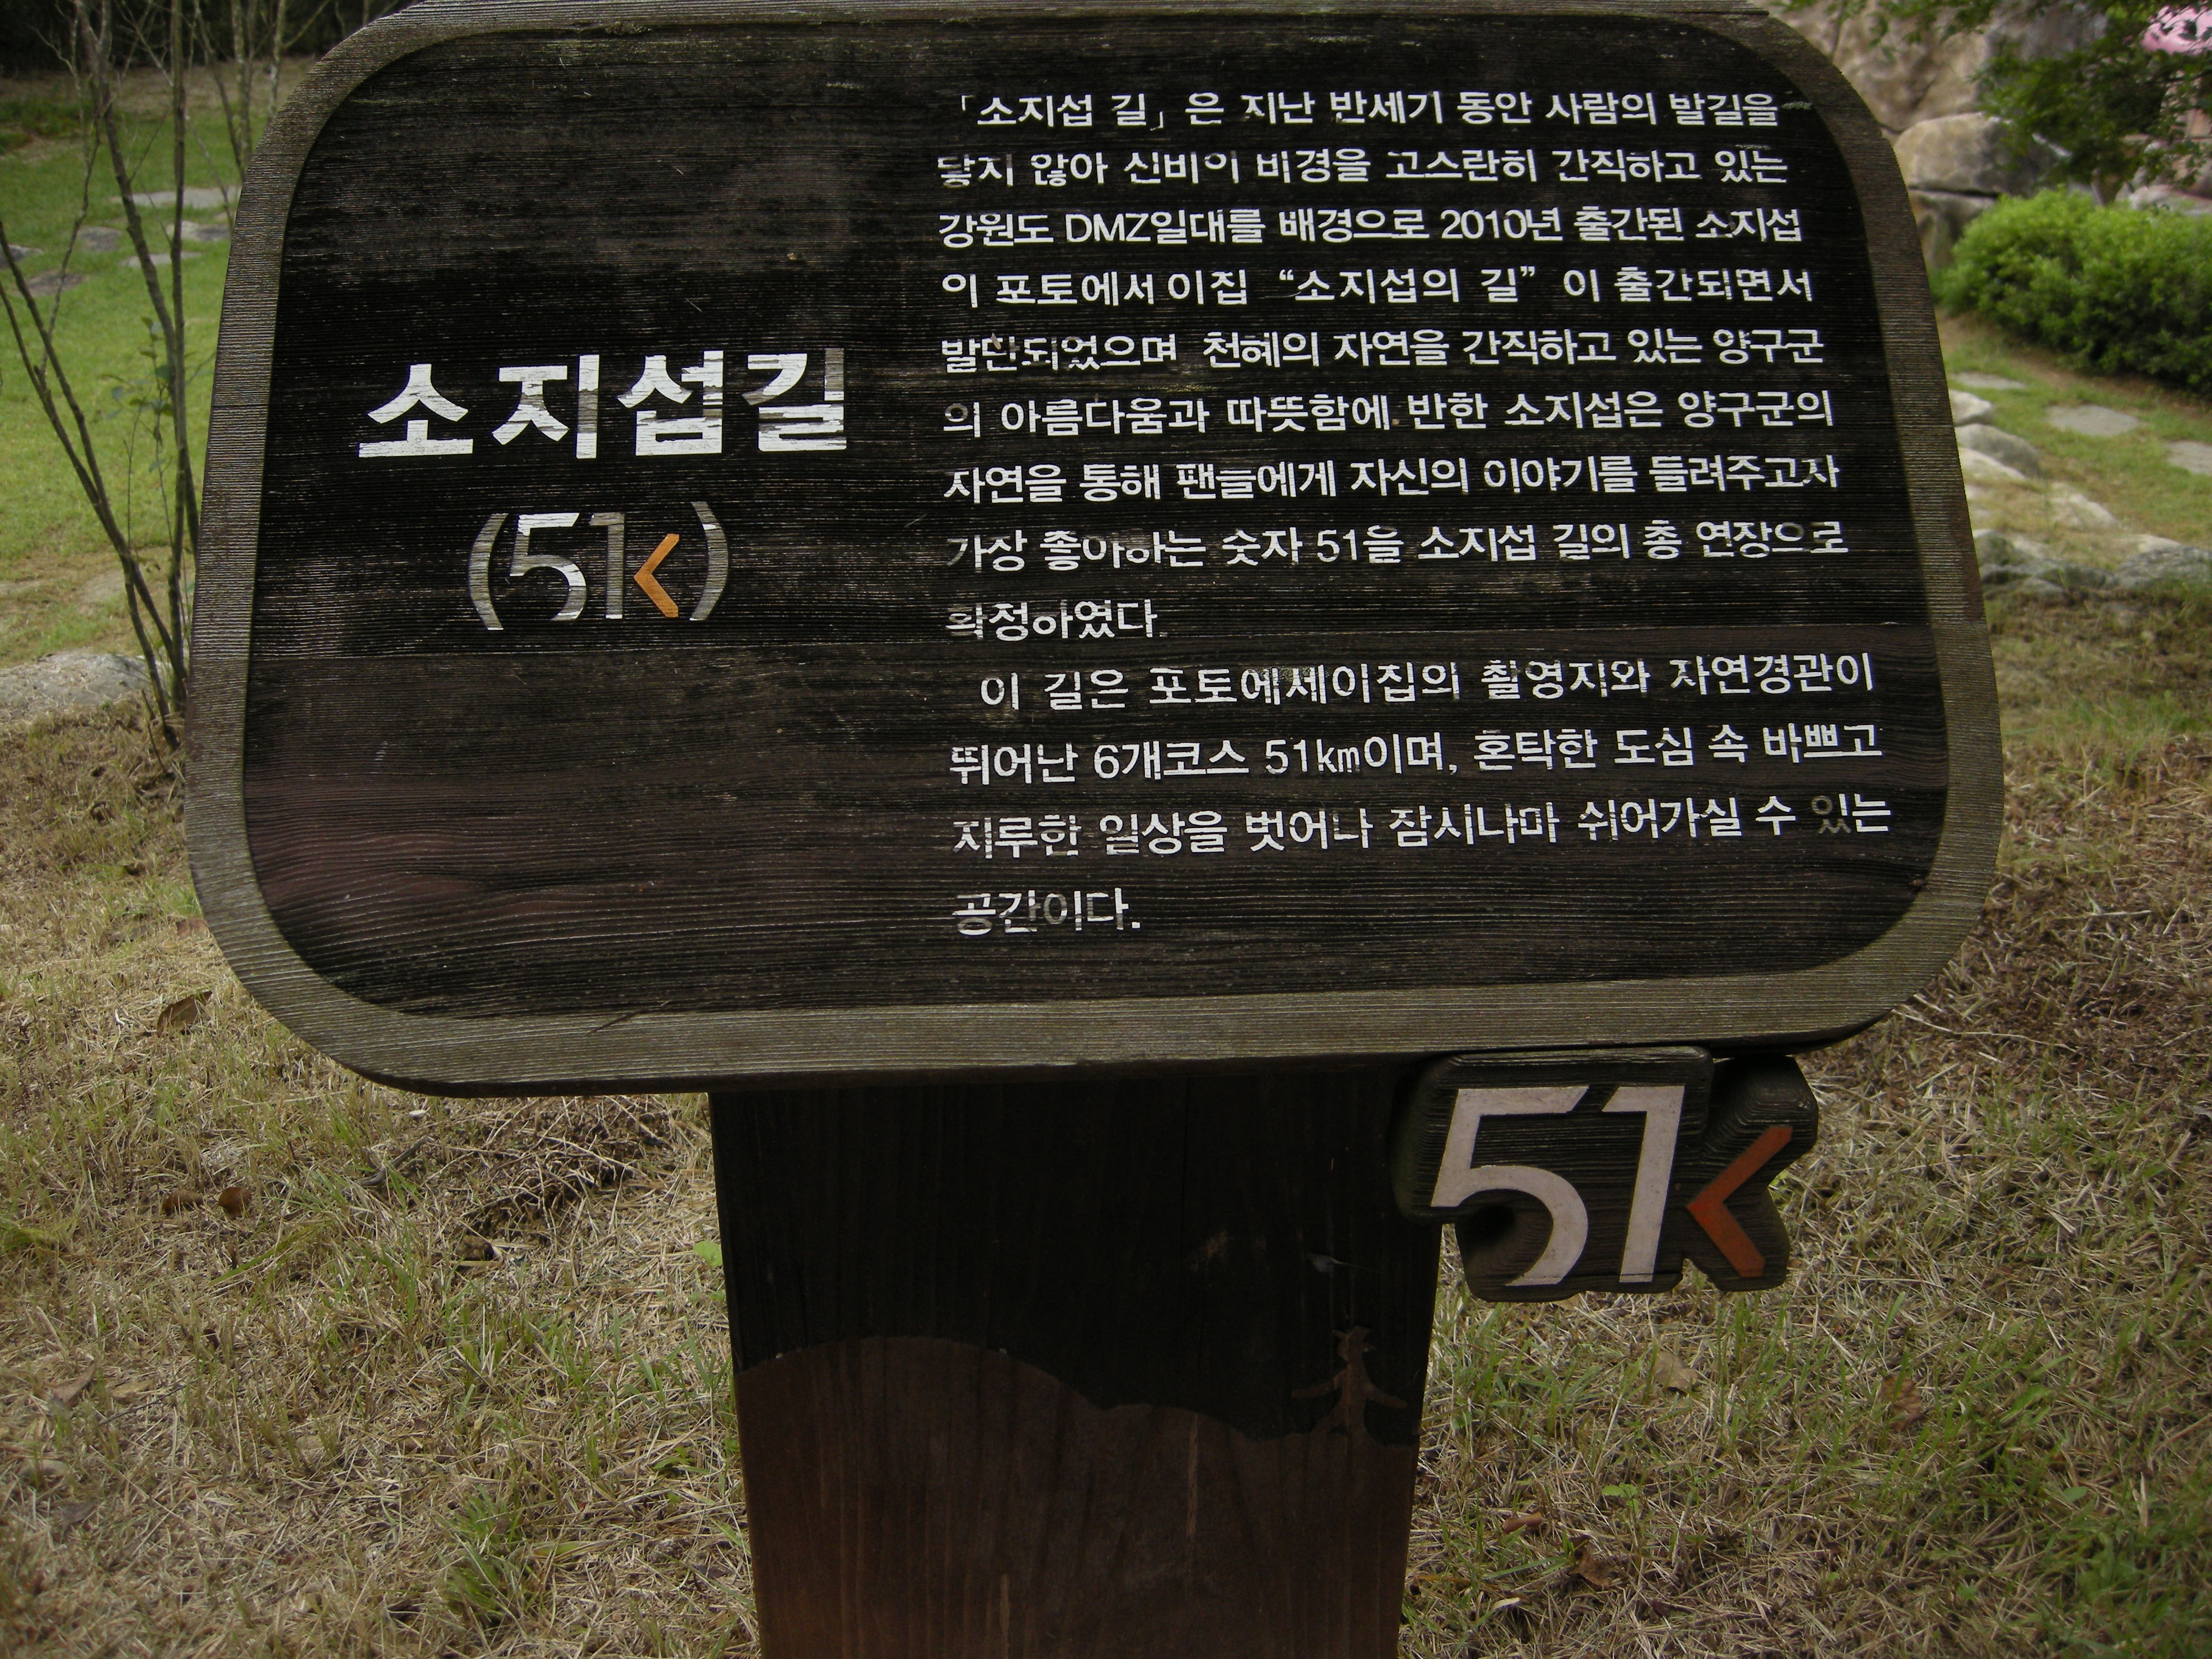 소지섭길
(51k)
「소지섭 길」은 지난 반세기 동안 사람의 발길을
닿지 않아 신비의 비경을 고스란히 간직하고 있는
강원도 DMZ일대를 배경으로 2010년 출간된 소지섭
이 포토에서이집 “소지섭의 길” 이 출간되면서
발단되었으며 천혜의 자연을 간직하고 있는 양구군
의 아름다움과 따뜻함에 반한 소지섭은 양구군의
자연을 통해 팬들에게 자신의 이야기를 들려주고자
가장 좋아하는 숫자 51을 소지섭 길의 총 연장으로
확정하였다.
이 길은 포토에세이집의 촬영지와 자연경관이
뛰어난 6개코스 51㎞이며, 혼탁한 도심 속 바쁘고
지루한 일상을 벗어나 잠시나마 쉬어가실 수 있는
공간이다.
51k